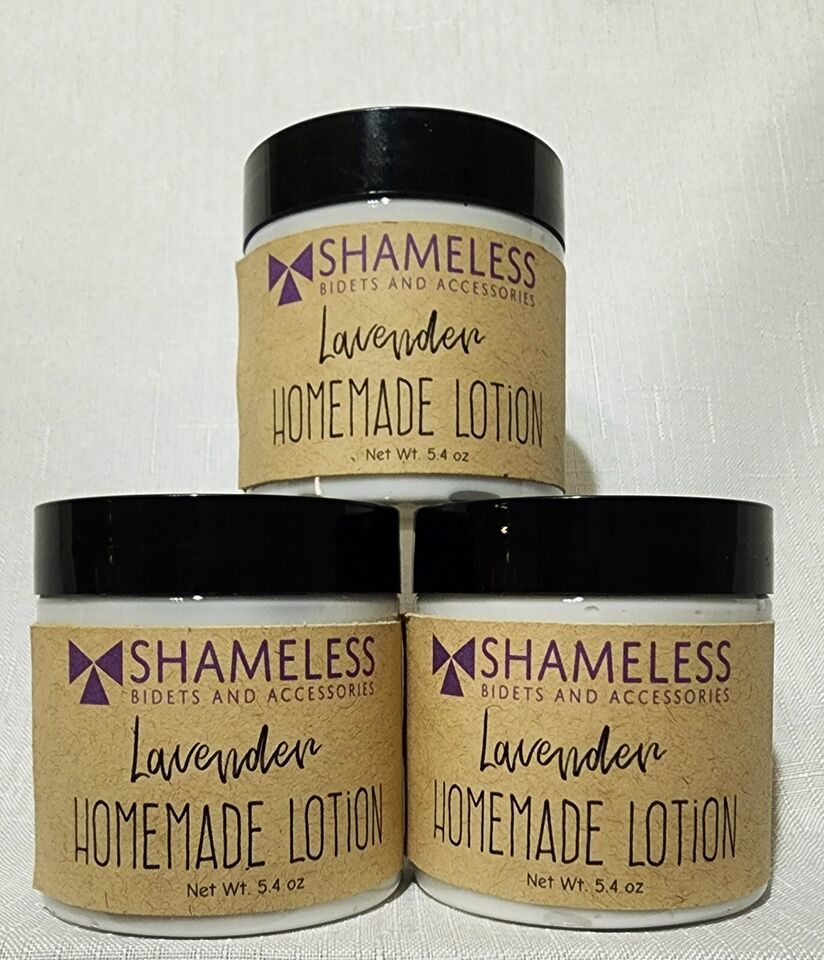 SHAMELESS
BIDETS AND ACCESSORIES
Lavender
HOMEMADE LOTION
Net Wt. 5.4 oz
SHAMELESS
BIDETS AND ACCESSORIES
Lavender
HOMEMADE LOTION
Net Wt. 5.4 oz
SHAMELESS
BIDETS AND ACCESSORIES
Lavender
HOMEMADE LOTION
Net Wt. 5.4 oz